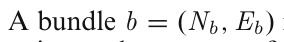 A bundle b = (N_b, E_b)